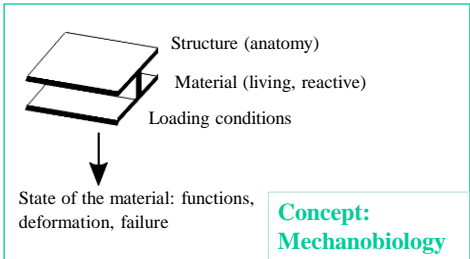 Structure (anatomy)
Material (living, reactive)
Loading conditions
State of the material: functions,
deformation, failure
Concept:
Mechanobiology